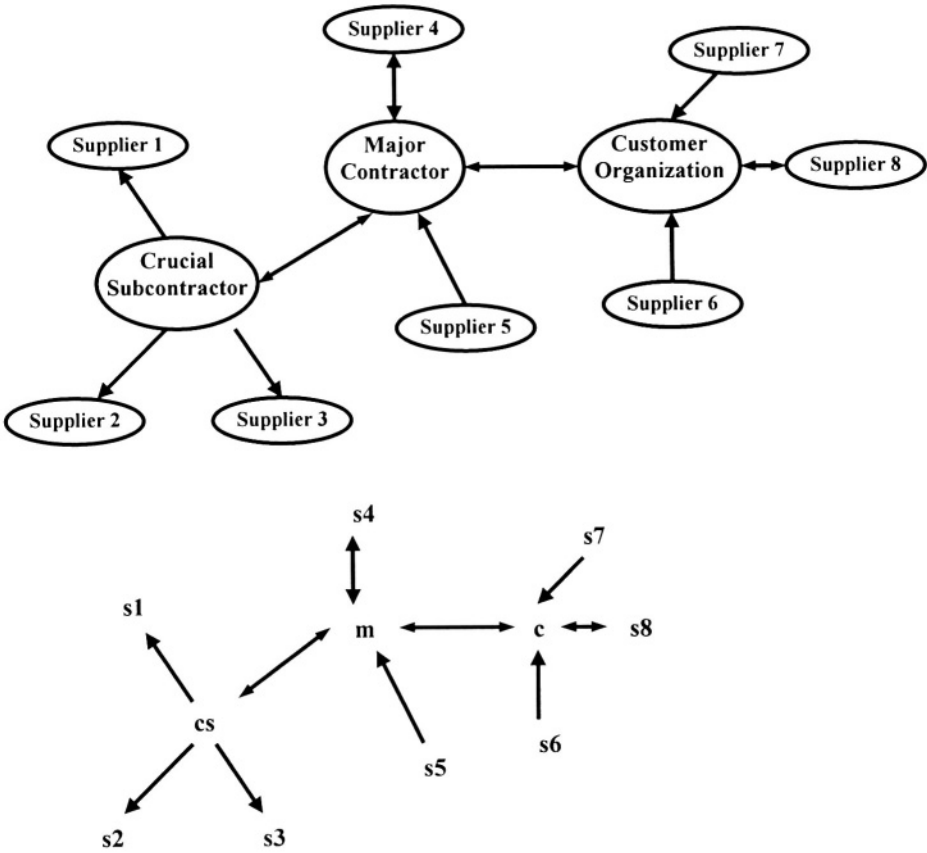 Supplier 4
Supplier 7
Supplier 1
Major
Contractor
Customer
Organization
Supplier 8
Crucial
Subcontractor
Supplier 6
Supplier 5
Supplier 2
Supplier 3
s4
s7
s1
m
c
s8
cs
s6
s5
s2
s3